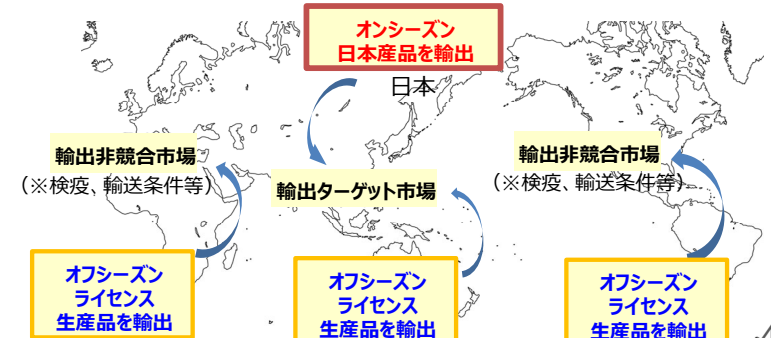 オンシーズン
日本産品を輸出
日本
輸出非競合市場
（※検疫、輸送条件等）
輸出ターゲット市場
輸出非競合市場
（※検疫、輸送条件等）
オフシーズン
ライセンス
生産品を輸出
オフシーズン
ライセンス
生産品を輸出
オフシーズン
ライセンス
生産品を輸出